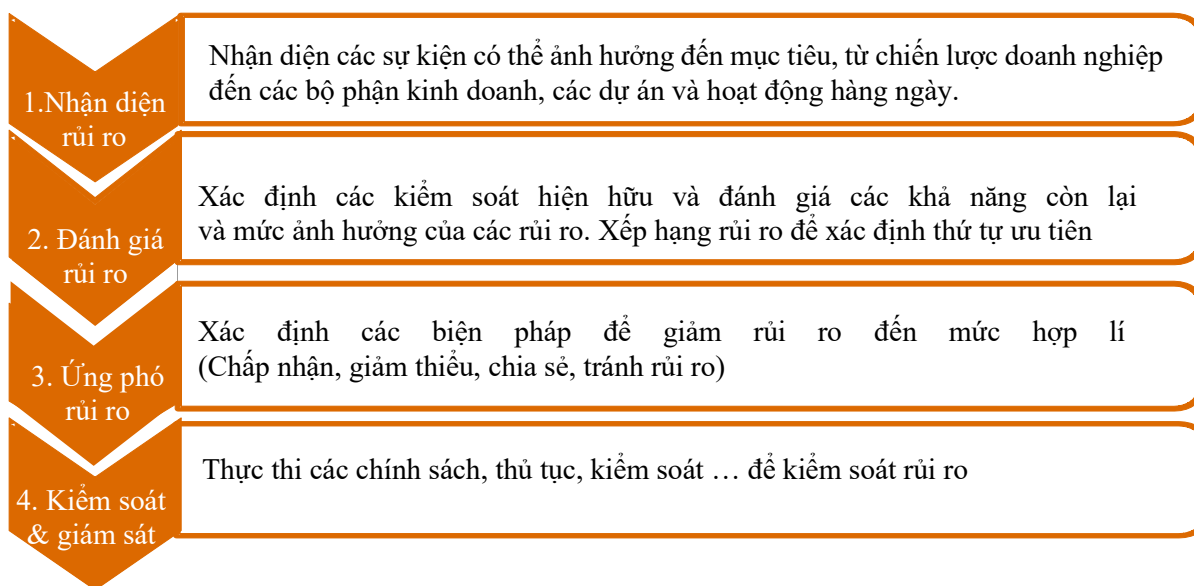 1.Nhận diện
rủi ro
Nhận diện các sự kiện có thể ảnh hưởng đến mục tiêu, từ chiến lược doanh nghiệp
đến các bộ phận kinh doanh, các dự án và hoạt động hàng ngày.
2. Đánh giá
rủi ro
Xác định các kiểm soát hiện hữu và đánh giá các khả năng còn lại
và mức ảnh hưởng của các rủi ro. Xếp hạng rủi ro để xác định thứ tự ưu tiên
3. Ứng phó
rủi ro
Xác định các biện pháp để giảm rủi ro đến mức hợp lí
(Chấp nhận, giảm thiểu, chia sẻ, tránh rủi ro)
4. Kiểm soát
& giám sát
Thực thi các chính sách, thủ tục, kiểm soát … để kiểm soát rủi ro